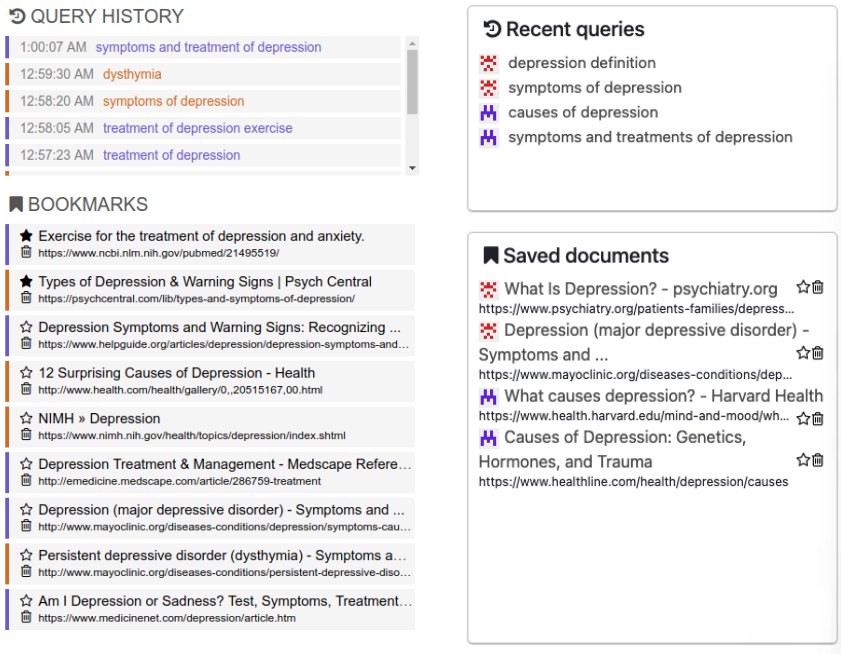 QUERY HISTORY
1:00:07 AM symptoms and treatment of depression
12:59:30 AM dysthymia
12:58:20 AM symptoms of depression
12:58:05 AM treatment of depression exercise
12:57:23 AM treatment of depression
BOOKMARKS
Exercise for the treatment of depression and anxiety.
https://www.ncbi.nlm.nih.gov/pubmed/21495519/
Types of Depression & Warning Signs | Psych Central
https://psychcentral.com/lib/types-and-symptoms-of-depression/
Depression Symptoms and Warning Signs: Recognizing ...
https://www.helpguide.org/articles/depression/depression-symptoms-and...
12 Surprising Causes of Depression - Health
http://www.health.com/health/gallery/0,,20515167,00.html
NIMH » Depression
https://www.nimh.nih.gov/health/topics/depression/index.shtml
Depression Treatment & Management - Medscape Refere...
http://emedicine.medscape.com/article/286759-treatment
Depression (major depressive disorder) - Symptoms and ...
http://www.mayoclinic.org/diseases-conditions/depression/symptoms-cau...
Persistent depressive disorder (dysthymia) - Symptoms a...
http://www.mayoclinic.org/diseases-conditions/persistent-depressive-diso...
Am I Depression or Sadness? Test, Symptoms, Treatment...
https://www.medicinenet.com/depression/article.htm
Recent queries
depression definition
symptoms of depression
causes of depression
symptoms and treatments of depression
Saved documents
What Is Depression? - psychiatry.org
https://www.psychiatry.org/patients-families/depress...
Depression (major depressive disorder) -
Symptoms and ...
https://www.mayoclinic.org/diseases-conditions/dep...
What causes depression? - Harvard Health
https://www.health.harvard.edu/mind-and-mood/wh...
Causes of Depression: Genetics,
Hormones, and Trauma
https://www.healthline.com/health/depression/causes